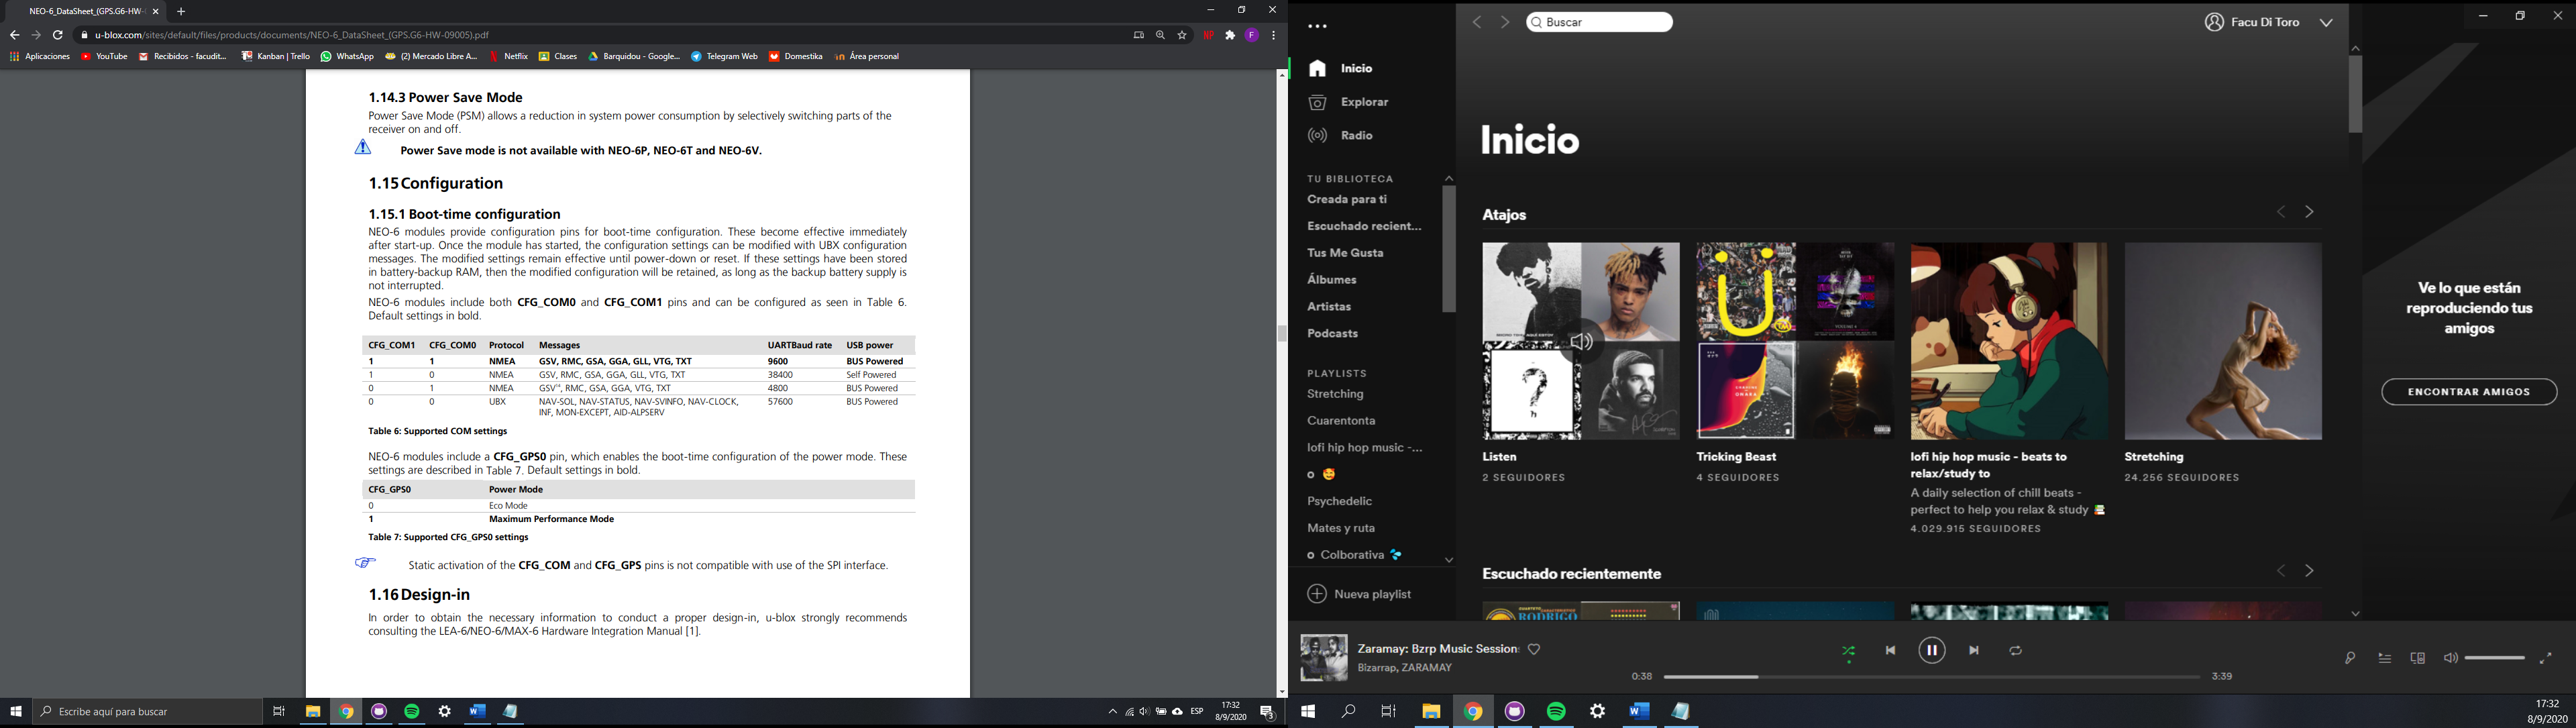 NEO-6_DataSheet_(GPS.G6-HW-
u-blox.com/sites/default/files/products/documents/NEO-6_DataSheet_(GPS.G6-HW-09005).pdf
Aplicaciones YouTube Recibidos - facudit... Kanban | Trello WhatsApp (2) Mercado Libre A... Netflix Clases Barquidou - Google... Telegram Web Domestika Área personal
1.14.3 Power Save Mode
Power Save Mode (PSM) allows a reduction in system power consumption by selectively switching parts of the
receiver on and off.
Power Save mode is not available with NEO-6P, NEO-6T and NEO-6V.
1.15 Configuration
1.15.1 Boot-time configuration
NEO-6 modules provide configuration pins for boot-time configuration. These become effective immediately
after start-up. Once the module has started, the configuration settings can be modified with UBX configuration
messages. The modified settings remain effective until power-down or reset. If these settings have been stored
in battery-backup RAM, then the modified configuration will be retained, as long as the backup battery supply is
not interrupted.
NEO-6 modules include both CFG_COM0 and CFG_COM1 pins and can be configured as seen in Table 6.
Default settings in bold.
CFG_COM1 CFG_COM0 Protocol Messages UARTBaud rate USB power
1 1 NMEA GSV, RMC, GSA, GGA, GLL, VTG, TXT 9600 BUS Powered
1 0 NMEA GSV, RMC, GSA, GGA, GLL, VTG, TXT 38400 Self Powered
0 1 NMEA GSV, RMC, GSA, GGA, VTG, TXT 4800 BUS Powered
0 0 UBX NAV-SOL, NAV-STATUS, NAV-SVINFO, NAV-CLOCK, 57600 BUS Powered
INF, MON-EXCEPT, AID-ALPSERV
Table 6: Supported COM settings
NEO-6 modules include a CFG_GPS0 pin, which enables the boot-time configuration of the power mode. These
settings are described in Table 7. Default settings in bold.
CFG_GPS0 Power Mode
0 Eco Mode
1 Maximum Performance Mode
Table 7: Supported CFG_GPS0 settings
Static activation of the CFG_COM and CFG_GPS pins is not compatible with use of the SPI interface.
1.16 Design-in
In order to obtain the necessary information to conduct a proper design-in, u-blox strongly recommends
consulting the LEA-6/NEO-6/MAX-6 Hardware Integration Manual [1].
Escribe aquí para buscar
ESP
17:32
8/9/2020
3
Buscar
Facu Di Toro
Inicio
Explorar
Radio
TU BIBLIOTECA
Creada para ti
Escuchado recient...
Tus Me Gusta
Álbumes
Artistas
Podcasts
PLAYLISTS
Stretching
Cuarentonta
lofi hip hop music -...
Psychedelic
Mates y ruta
Colborativa
Nueva playlist
Inicio
Atajos
Listen
2 SEGUIDORES
Tricking Beast
4 SEGUIDORES
lofi hip hop music - beats to
relax/study to
A daily selection of chill beats -
perfect to help you relax & study
4.029.915 SEGUIDORES
Stretching
24.256 SEGUIDORES
Escuchado recientemente
RODRIGO
Ve lo que están
reproduciendo tus
amigos
ENCONTRAR AMIGOS
Zaramay: Bzrp Music Session
Bizarrap, ZARAMAY
0:38
3:39
17:32
8/9/2020